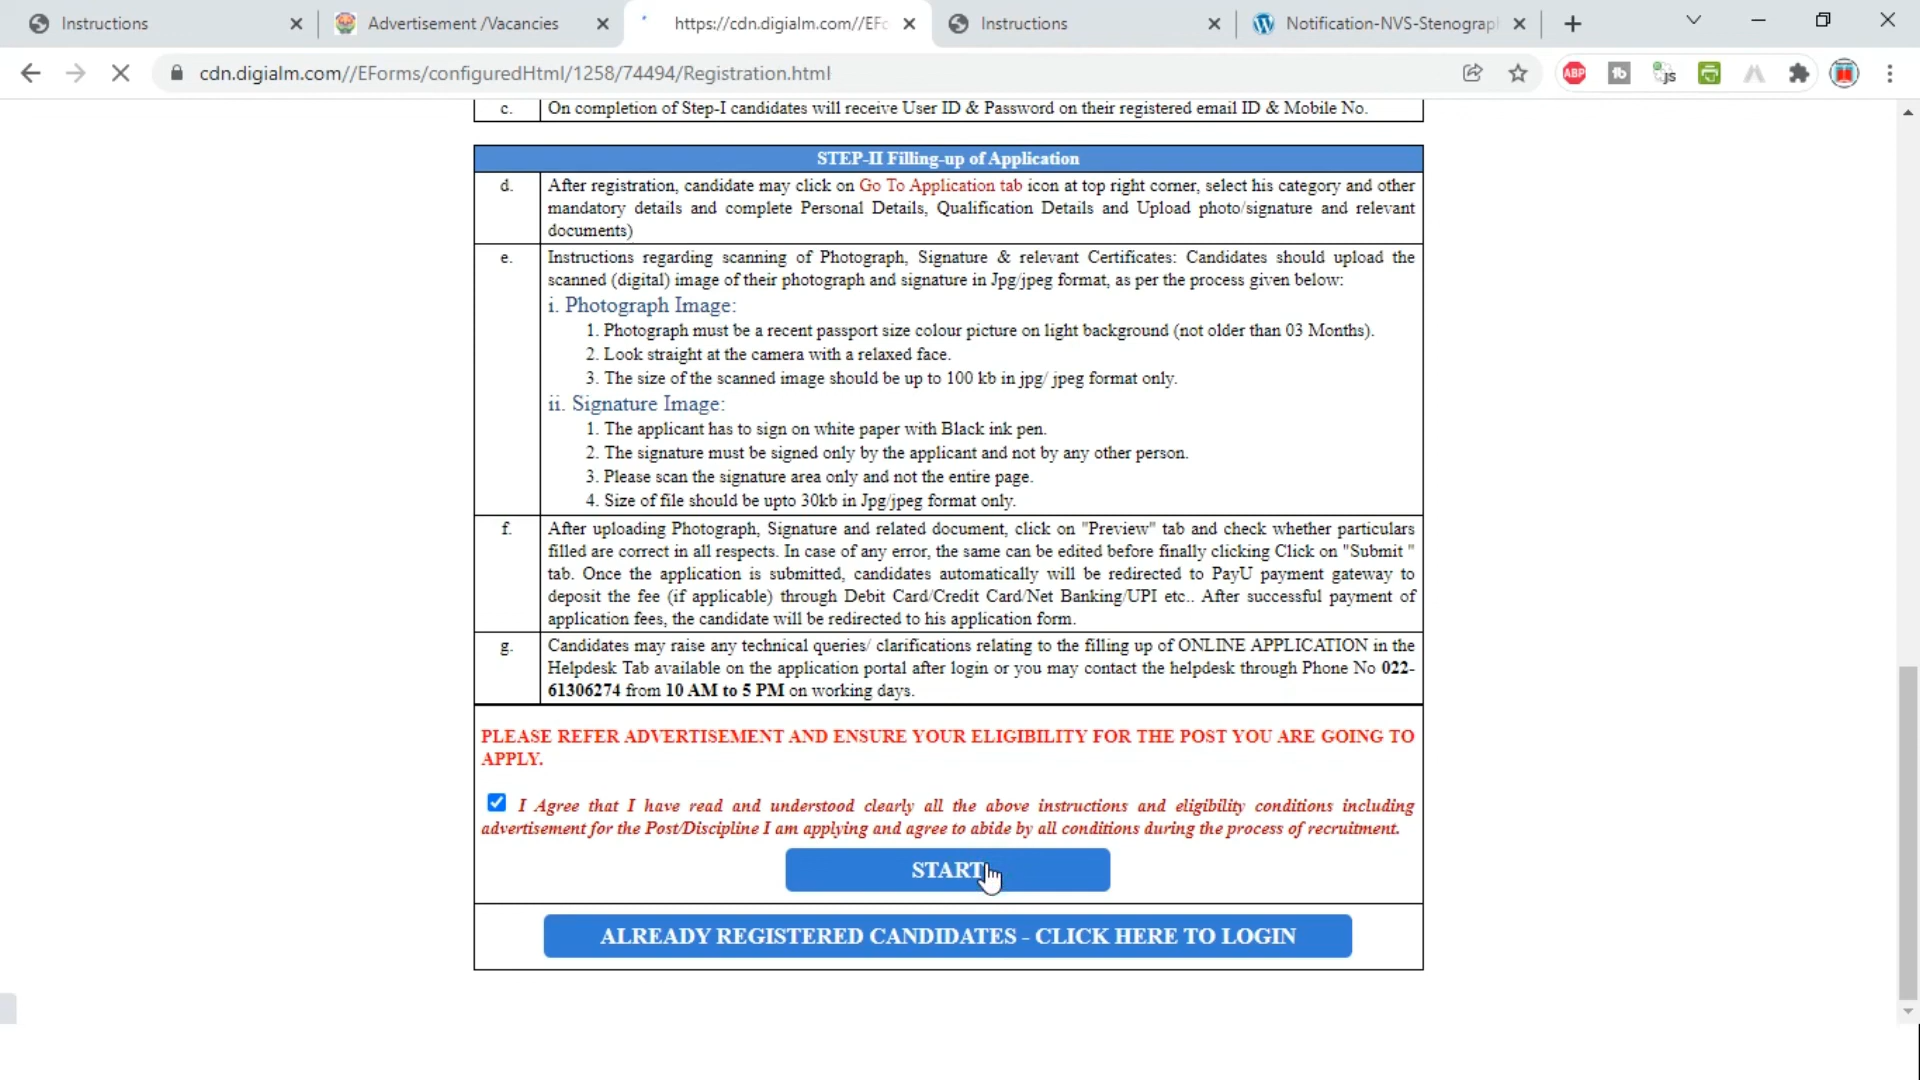 Instructions
Advertisement /Vacancies
https://cdn.digialm.com//EFo
Instructions
Notification-NVS-Stenograph
cdn.digialm.com//EForms/configuredHtml/1258/74494/Registration.html
ABP
tb
js
c. On completion of Step-I candidates will receive User ID & Password on their registered email ID & Mobile No.
STEP-II Filling-up of Application
d. After registration, candidate may click on Go To Application tab icon at top right corner, select his category and other
mandatory details and complete Personal Details, Qualification Details and Upload photo/signature and relevant
documents)
e. Instructions regarding scanning of Photograph, Signature & relevant Certificates: Candidates should upload the
scanned (digital) image of their photograph and signature in Jpg/jpeg format, as per the process given below:
i. Photograph Image:
1. Photograph must be a recent passport size colour picture on light background (not older than 03 Months).
2. Look straight at the camera with a relaxed face.
3. The size of the scanned image should be up to 100 kb in jpg/ jpeg format only.
ii. Signature Image:
1. The applicant has to sign on white paper with Black ink pen.
2. The signature must be signed only by the applicant and not by any other person.
3. Please scan the signature area only and not the entire page.
4. Size of file should be upto 30kb in Jpg/jpeg format only.
f. After uploading Photograph, Signature and related document, click on "Preview" tab and check whether particulars
filled are correct in all respects. In case of any error, the same can be edited before finally clicking Click on "Submit "
tab. Once the application is submitted, candidates automatically will be redirected to PayU payment gateway to
deposit the fee (if applicable) through Debit Card/Credit Card/Net Banking/UPI etc.. After successful payment of
application fees, the candidate will be redirected to his application form.
g. Candidates may raise any technical queries/ clarifications relating to the filling up of ONLINE APPLICATION in the
Helpdesk Tab available on the application portal after login or you may contact the helpdesk through Phone No 022-
61306274 from 10 AM to 5 PM on working days.
PLEASE REFER ADVERTISEMENT AND ENSURE YOUR ELIGIBILITY FOR THE POST YOU ARE GOING TO
APPLY.
I Agree that I have read and understood clearly all the above instructions and eligibility conditions including
advertisement for the Post/Discipline I am applying and agree to abide by all conditions during the process of recruitment.
START
ALREADY REGISTERED CANDIDATES - CLICK HERE TO LOGIN